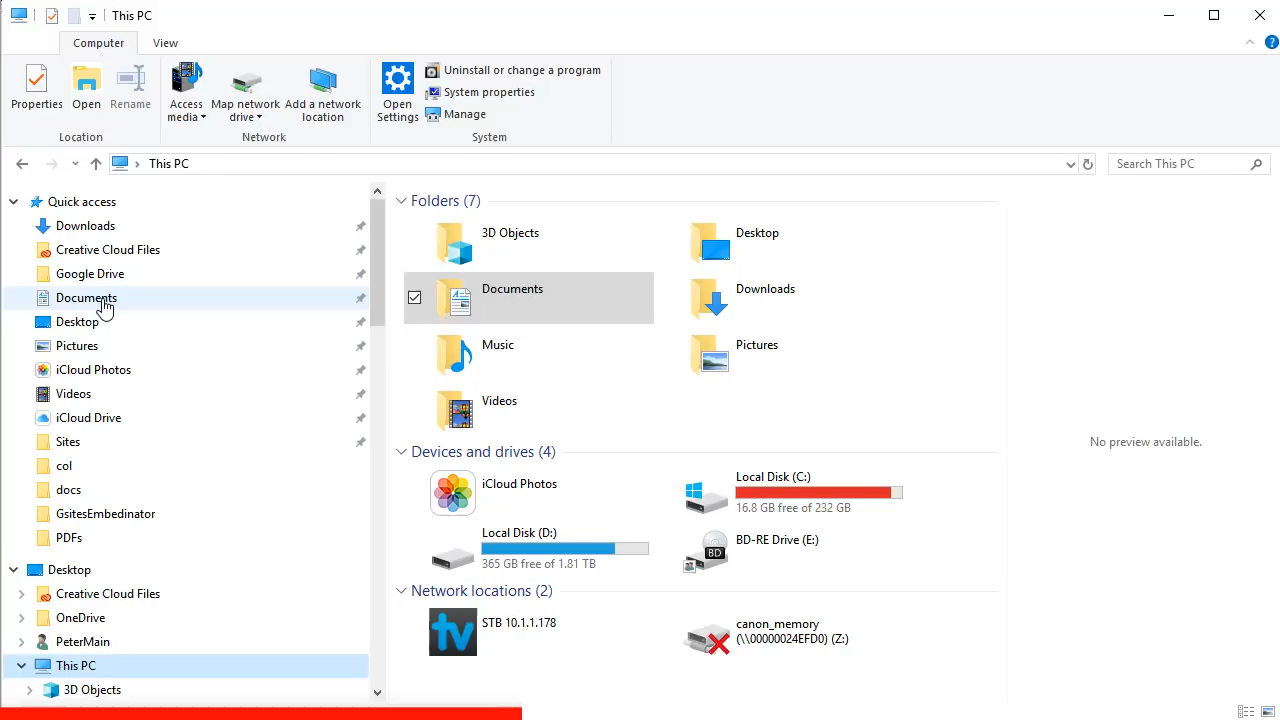 This PC
Computer
View
Properties
Open
Rename
Access media
Map network drive
Add a network location
Open Settings
Uninstall or change a program
System properties
Manage
Location
Network
System
This PC
Search This PC
Quick access
Downloads
Creative Cloud Files
Google Drive
Documents
Desktop
Pictures
iCloud Photos
Videos
iCloud Drive
Sites
col
docs
GsitesEmbedinator
PDFs
Desktop
Creative Cloud Files
OneDrive
PeterMain
This PC
3D Objects
Folders (7)
3D Objects
Desktop
Documents
Downloads
Music
Pictures
Videos
Devices and drives (4)
iCloud Photos
Local Disk (C:)
16.8 GB free of 232 GB
Local Disk (D:)
365 GB free of 1.81 TB
BD
BD-RE Drive (E:)
Network locations (2)
tv
STB 10.1.1.178
canon_memory
(\\00000024EFD0) (Z:)
No preview available.